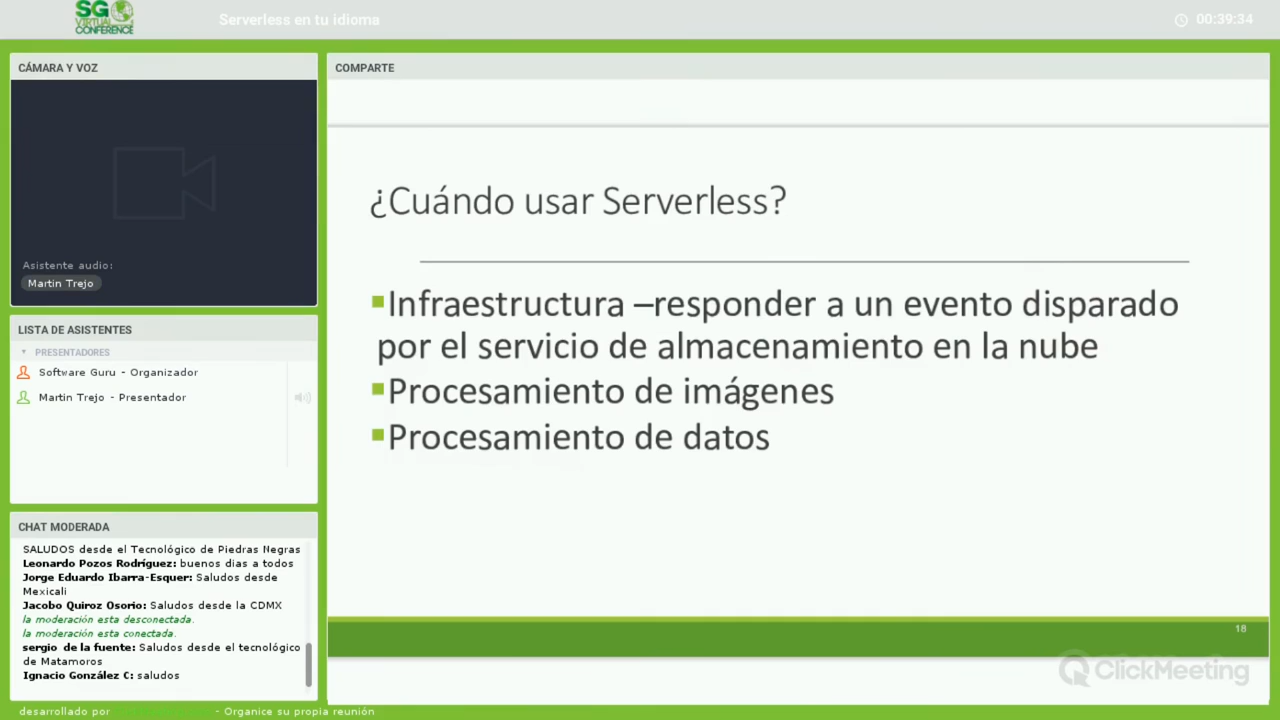 SG
VIRTUAL
CONFERENCE
Serverless en tu idioma
00:39:34
CÁMARA Y VOZ
Asistente audio:
Martin Trejo
LISTA DE ASISTENTES
PRESENTADORES
Software Guru - Organizador
Martin Trejo - Presentador
CHAT MODERADA
SALUDOS desde el Tecnológico de Piedras Negras
Leonardo Pozos Rodríguez: buenos dias a todos
Jorge Eduardo Ibarra-Esquer: Saludos desde
Mexicali
Jacobo Quiroz Osorio: Saludos desde la CDMX
la moderación esta desconectada.
la moderación esta conectada.
sergio de la fuente: Saludos desde el tecnológico
de Matamoros
Ignacio González C: saludos
COMPARTE
¿Cuándo usar Serverless?
Infraestructura –responder a un evento disparado
por el servicio de almacenamiento en la nube
Procesamiento de imágenes
Procesamiento de datos
18
ClickMeeting
desarrollado por - Organice su propia reunión